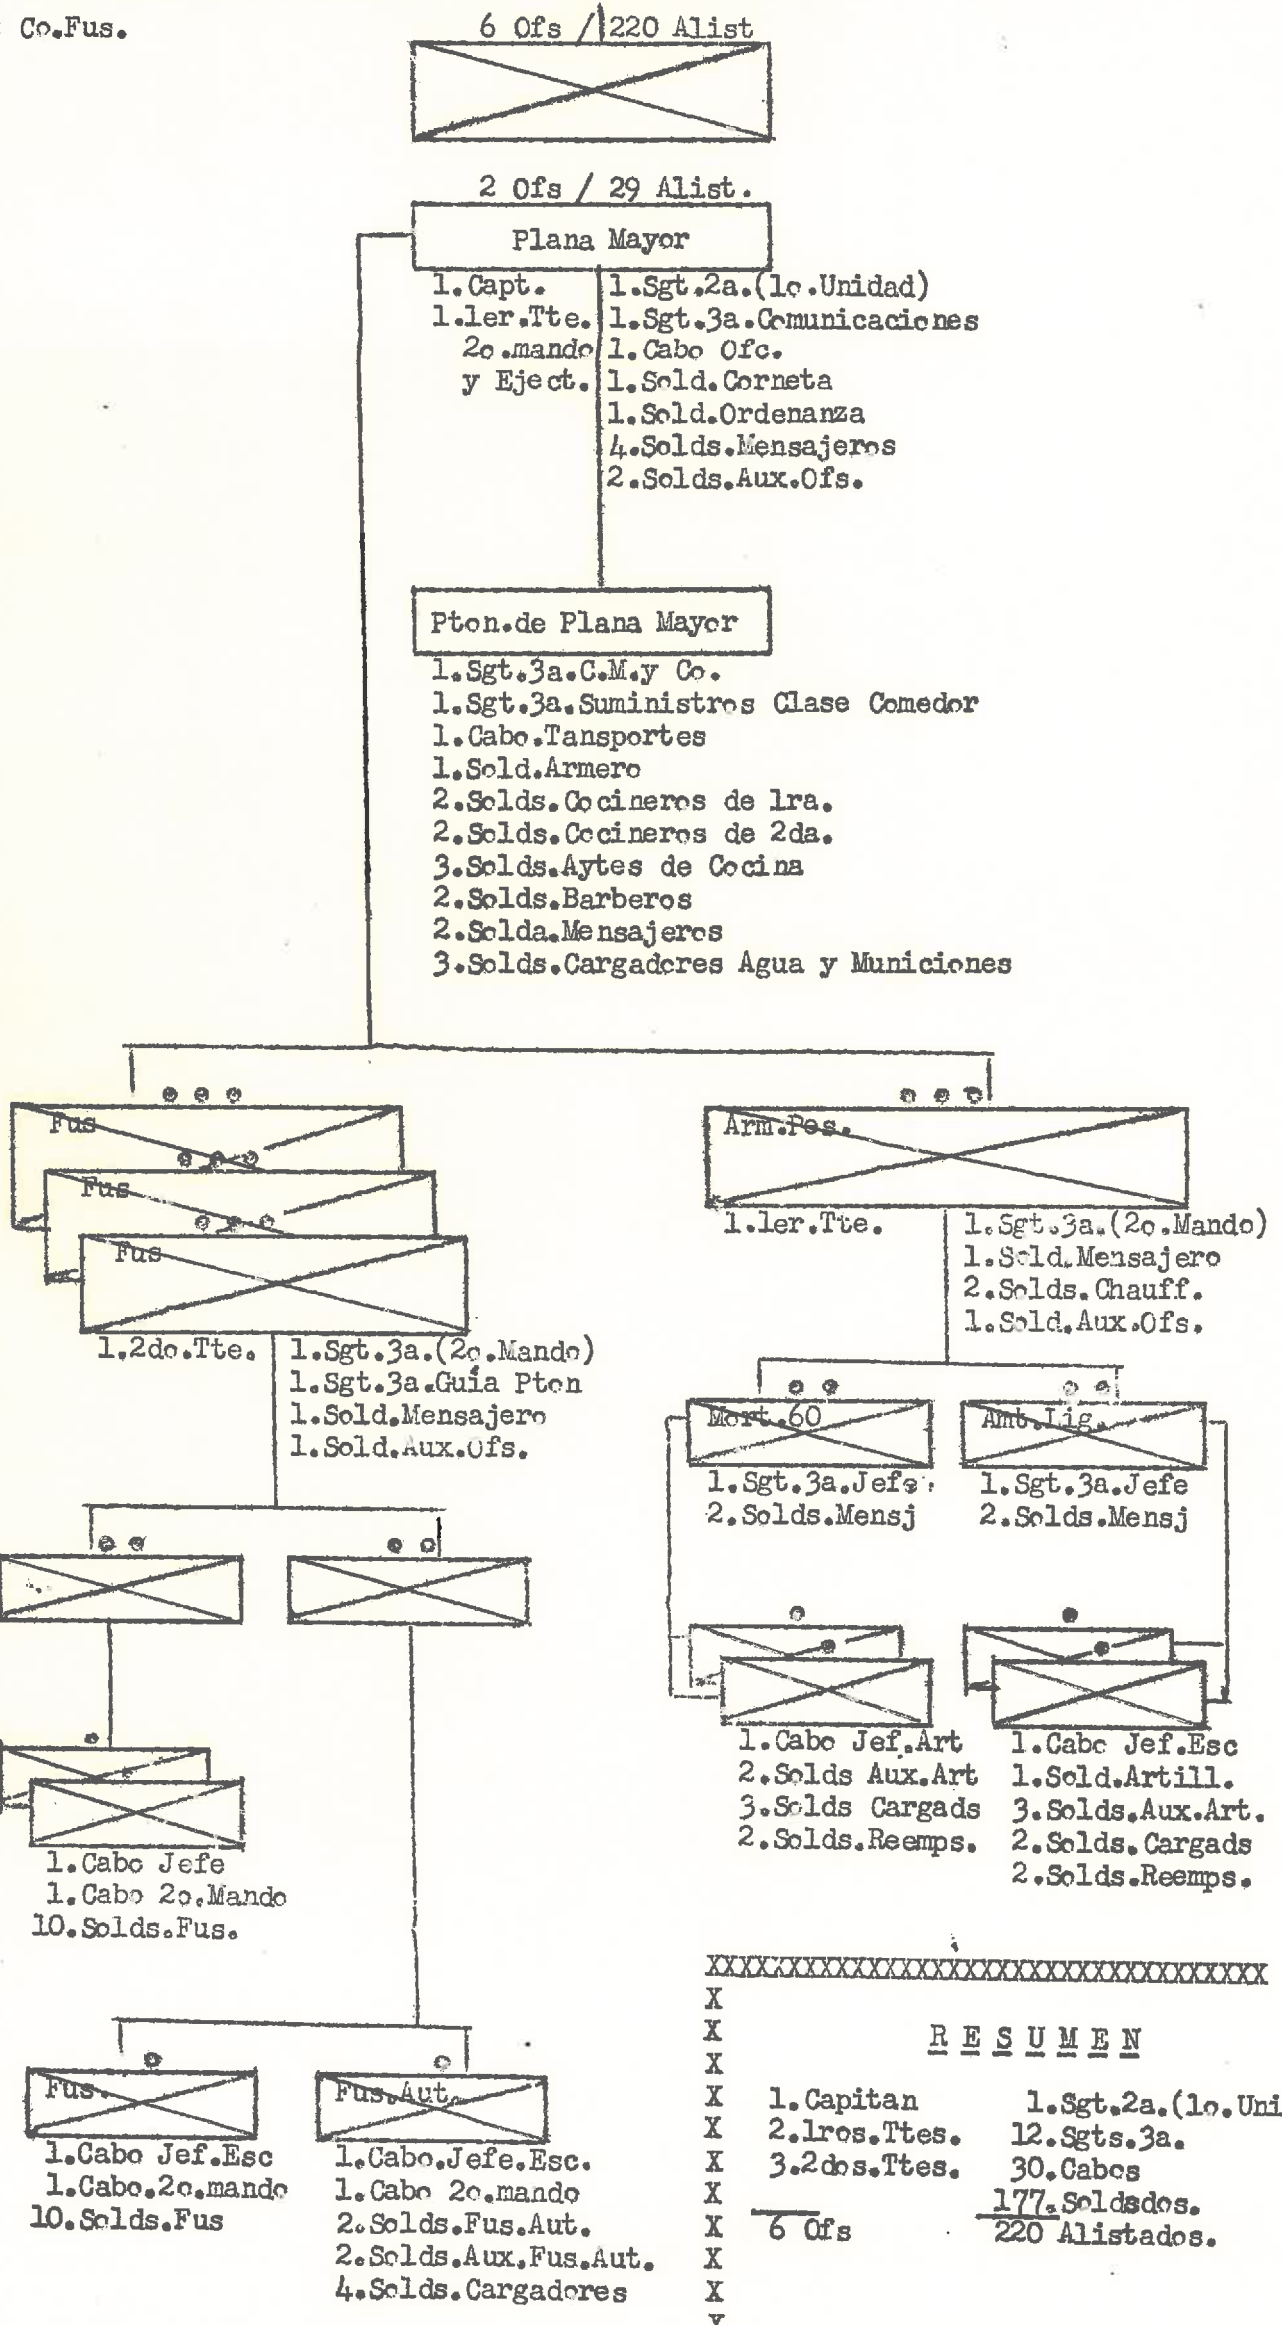 Co.Fus.
6 Ofs / 220 Alist
2 Ofs / 29 Alist.
Plana Mayor
1.Capt.
1.1er.Tte.
2o.mando
y Eject.
1.Sgt.2a.(1o.Unidad)
1.Sgt.3a.Comunicaciones
1.Cabo Ofc.
1.Sold.Corneta
1.Sold.Ordenanza
4.Solds.Mensajeros
2.Solds.Aux.Ofs.
Pton.de Plana Mayor
1.Sgt.3a.C.M.y Co.
1.Sgt.3a.Suministros Clase Comedor
1.Cabo.Tansportes
1.Sold.Armero
2.Solds.Cocineros de 1ra.
2.Solds.Cocineros de 2da.
3.Solds.Aytes de Cocina
2.Solds.Barberos
2.Solda.Mensajeros
3.Solds.Cargadores Agua y Municiones
Fus
Fus
Fus
1.2do.Tte.
1.Sgt.3a.(2o.Mando)
1.Sgt.3a.Guía Pton
1.Sold.Mensajero
1.Sold.Aux.Ofs.
Arm.Pes.
1.1er.Tte.
1.Sgt.3a.(2o.Mando)
1.Sold.Mensajero
2.Solds.Chauff.
1.Sold.Aux.Ofs.
Mort.60
1.Sgt.3a.Jefe
2.Solds.Mensj
Amt.Lig.
1.Sgt.3a.Jefe
2.Solds.Mensj
1.Cabo Jef.Art
2.Solds Aux.Art
3.Solds Cargads
2.Solds.Reemps.
1.Cabo Jef.Esc
1.Sold.Artill.
3.Solds.Aux.Art.
2.Solds.Cargads
2.Solds.Reemps.
1.Cabo Jefe
1.Cabo 2o.Mando
10.Solds.Fus.
Fus.
1.Cabo Jef.Esc
1.Cabo.2o.mando
10.Solds.Fus
Fus.Aut.
1.Cabo.Jefe.Esc.
1.Cabo 2o.mando
2.Solds.Fus.Aut.
2.Solds.Aux.Fus.Aut.
4.Solds.Cargadores
XXXXXXXXXXXXXXXXXXXXXXXXXXXXXXXXXXXX
X
X
X
X
X
X
X
X
X
X
X
R E S U M E N
1.Capitan
2.1ros.Ttes.
3.2dos.Ttes.
6 Ofs
1.Sgt.2a.(1o.Uni
12.Sgts.3a.
30.Cabos
177.Soldados.
220 Alistados.